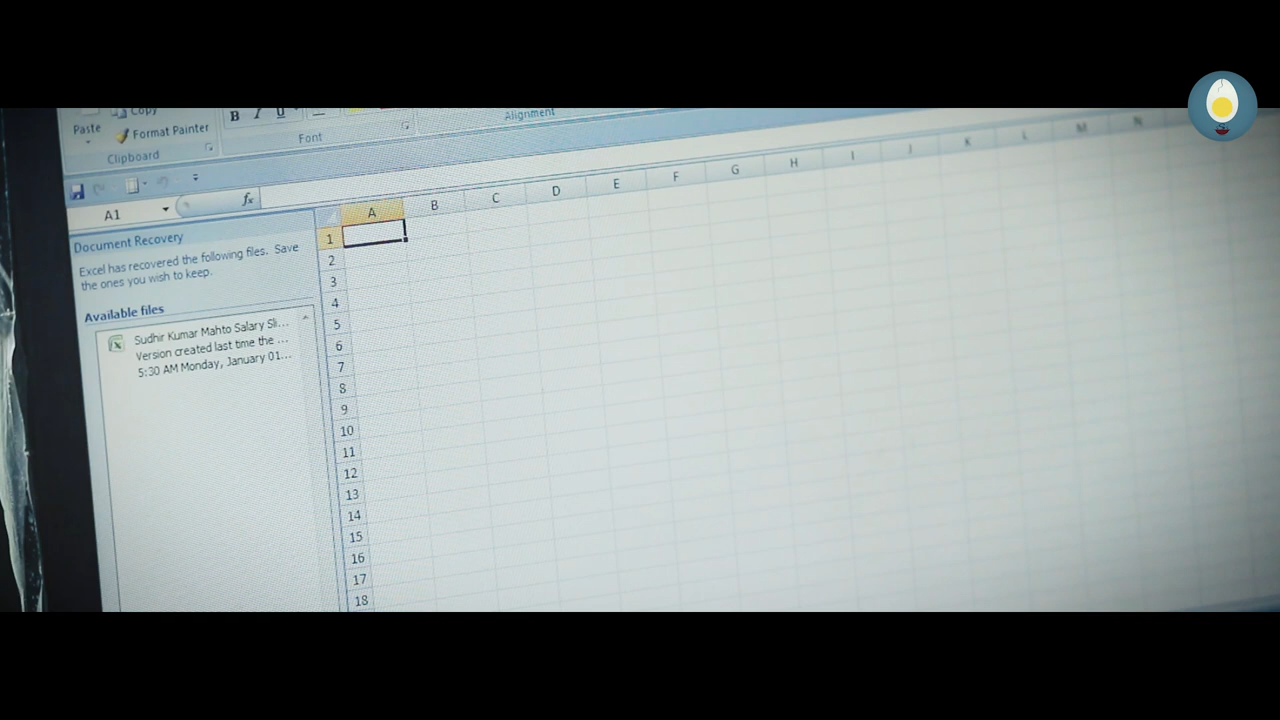 Copy
Paste
Format Painter
Clipboard
B I U
Font
Alignment
A1
fx
A B C D E F G H I J K L M N
Document Recovery
Excel has recovered the following files. Save
the ones you wish to keep.
Available files
Sudhir Kumar Mahto Salary Sli...
Version created last time the ...
5:30 AM Monday, January 01...
1
2
3
4
5
6
7
8
9
10
11
12
13
14
15
16
17
18